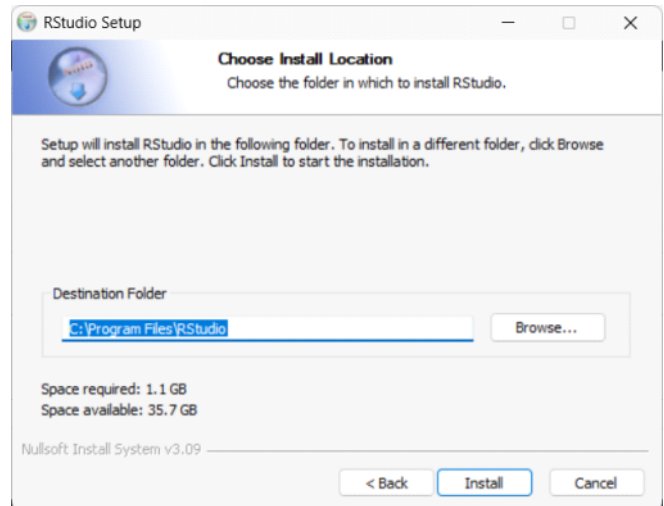 RStudio Setup
Choose Install Location
Choose the folder in which to install RStudio.
Setup will install RStudio in the following folder. To install in a different folder, click Browse
and select another folder. Click Install to start the installation.
Destination Folder
C:\Program Files\RStudio
Browse...
Space required: 1.1 GB
Space available: 35.7 GB
Nullsoft Install System v3.09
< Back
Install
Cancel